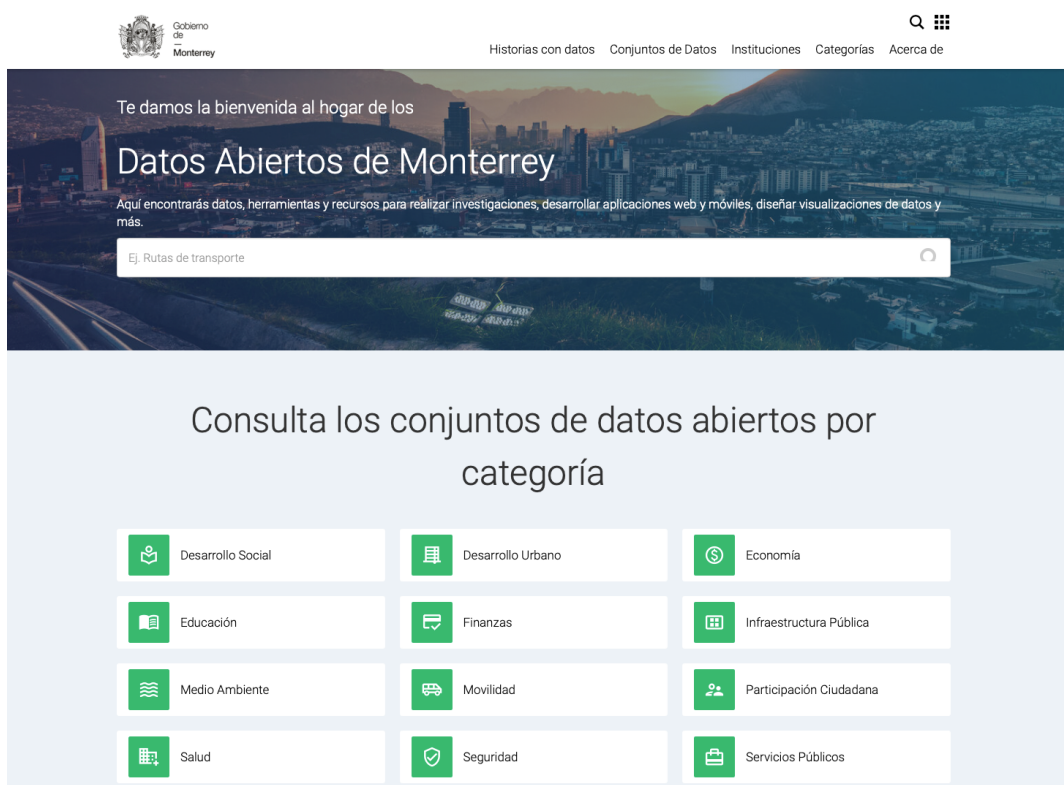 Gobierno
de
—
Monterrey
Historias con datos Conjuntos de Datos Instituciones Categorías Acerca de
Te damos la bienvenida al hogar de los
Datos Abiertos de Monterrey
Aquí encontrarás datos, herramientas y recursos para realizar investigaciones, desarrollar aplicaciones web y móviles, diseñar visualizaciones de datos y
más.
Ej. Rutas de transporte
Consulta los conjuntos de datos abiertos por
categoría
Desarrollo Social
Desarrollo Urbano
Economía
Educación
Finanzas
Infraestructura Pública
Medio Ambiente
Movilidad
Participación Ciudadana
Salud
Seguridad
Servicios Públicos